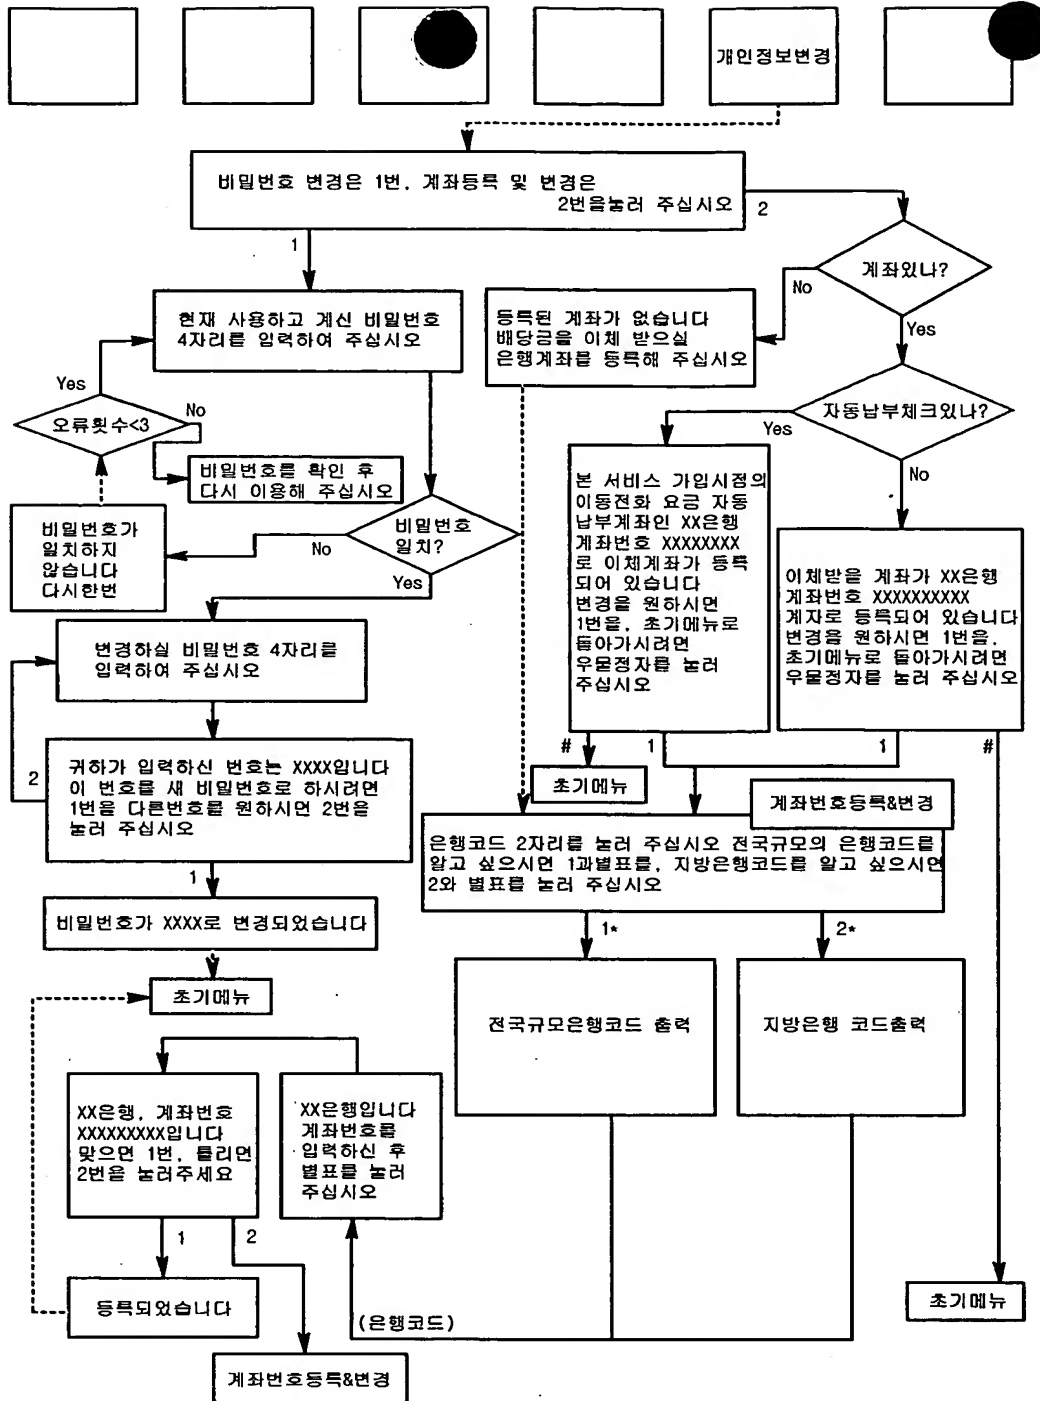 개인정보변경
비밀번호 변경은 1번, 계좌등록 및 변경은
2번을눌러 주십시오
2
1
계좌있나?
No
Yes
현재 사용하고 계신 비밀번호
4자리를 입력하여 주십시오
등록된 계좌가 없습니다
배당금을 이체 받으실
은행계좌를 등록해 주십시오
Yes
오류횟수<3
No
자동납부체크있나?
Yes
No
비밀번호를 확인 후
다시 이용해 주십시오
비밀번호가
일치하지
않습니다
다시한번
비밀번호
일치?
No
Yes
본 서비스 가입시점의
이동전화 요금 자동
납부계좌인 XX은행
계좌번호 XXXXXXXX
로 이체계좌가 등록
되어 있습니다
변경을 원하시면
1번을, 초기메뉴로
돌아가시려면
우물정자를 눌러
주십시오
이체받을 계좌가 XX은행
계좌번호 XXXXXXXXXX
계자로 등록되어 있습니다
변경을 원하시면 1번을,
초기메뉴로 돌아가시려면
우물정자를 눌러 주십시오
변경하실 비밀번호 4자리를
입력하여 주십시오
#
1
1
#
2
귀하가 입력하신 번호는 XXXX입니다
이 번호를 새 비밀번호로 하시려면
1번을 다른번호를 원하시면 2번을
눌러 주십시오
초기메뉴
계좌번호등록&변경
은행코드 2자리를 눌러 주십시오 전국규모의 은행코드를
알고 싶으시면 1과별표를, 지방은행코드를 알고 싶으시면
2와 별표를 눌러 주십시오
1
비밀번호가 XXXX로 변경되었습니다
1*
2*
초기메뉴
전국규모은행코드 출력
지방은행 코드출력
XX은행, 계좌번호
XXXXXXXXX입니다
맞으면 1번, 틀리면
2번을 눌러주세요
XX은행입니다
계좌번호를
입력하신 후
별표를 눌러
주십시오
1
2
등록되었습니다
(은행코드)
초기메뉴
계좌번호등록&변경